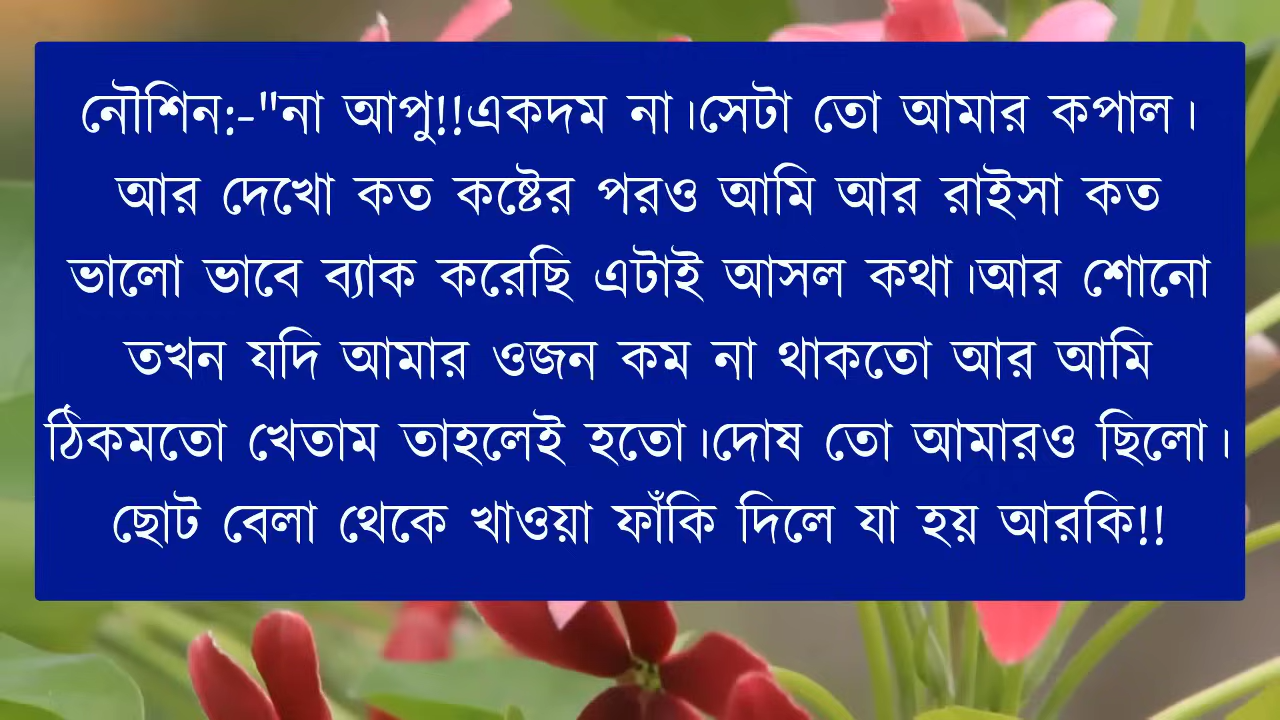 নৌশিন:-"না আপু!!একদম না।সেটা তো আমার কপাল।
আর দেখো কত কষ্টের পরও আমি আর রাইসা কত
ভালো ভাবে ব্যাক করেছি এটাই আসল কথা।আর শোনো
তখন যদি আমার ওজন কম না থাকতো আর আমি
ঠিকমতো খেতাম তাহলেই হতো।দোষ তো আমারও ছিলো।
ছোট বেলা থেকে খাওয়া ফাঁকি দিলে যা হয় আরকি!!